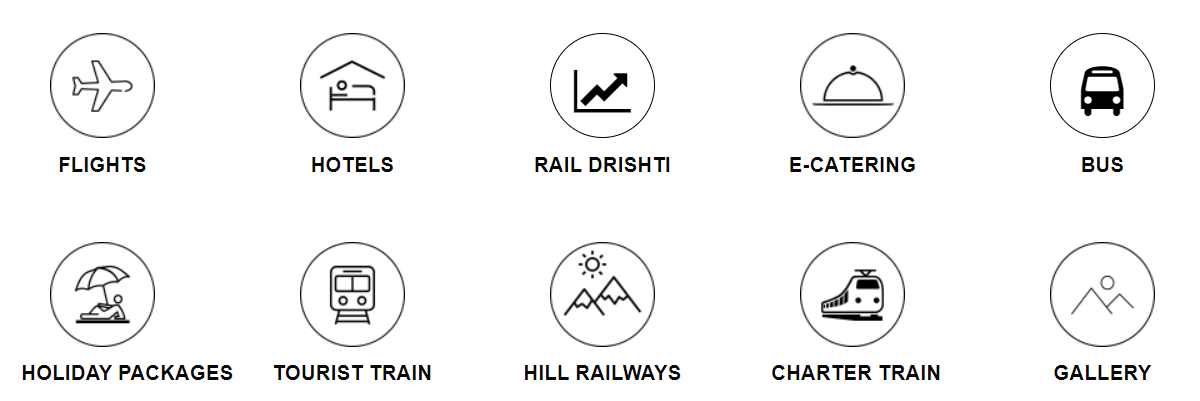 FLIGHTS
HOTELS
RAIL DRISHTI
E-CATERING
BUS
HOLIDAY PACKAGES
TOURIST TRAIN
HILL RAILWAYS
CHARTER TRAIN
GALLERY